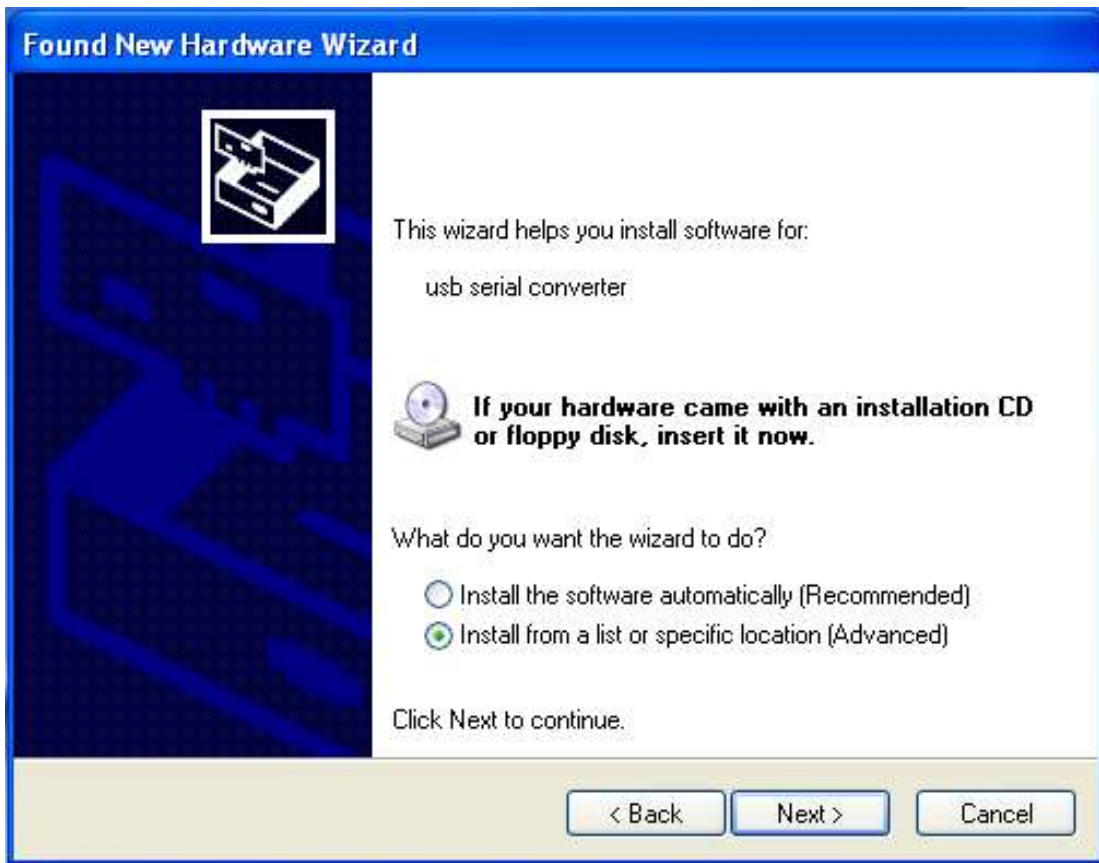 Found New Hardware Wizard
This wizard helps you install software for:
usb serial converter
If your hardware came with an installation CD
or floppy disk, insert it now.
What do you want the wizard to do?
Install the software automatically (Recommended)
Install from a list or specific location (Advanced)
Click Next to continue.
< Back
Next >
Cancel